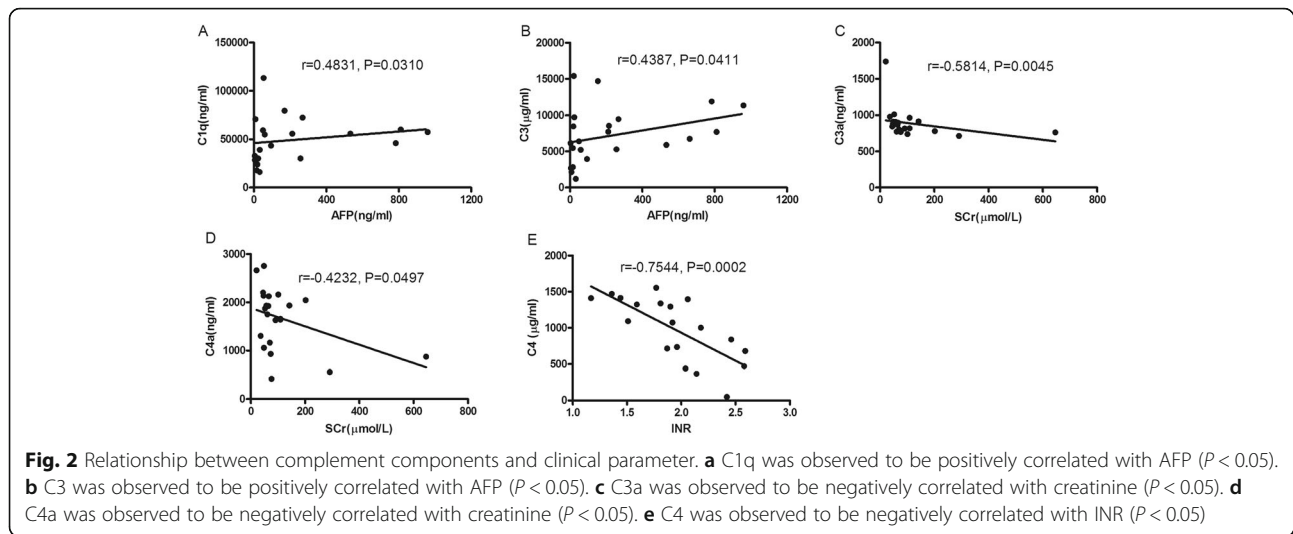 A
C1q(ng/ml)
150000
100000
50000
0
r=0.4831, P=0.0310
0
400
800
1200
AFP(ng/ml)
B
C3(μg/ml)
20000
15000
10000
5000
0
r=0.4387, P=0.0411
0
400
800
1200
AFP(ng/ml)
C
C3a(ng/ml)
2000
1500
1000
500
0
r=-0.5814, P=0.0045
0
200
400
600
800
SCr(μmol/L)
D
C4a(ng/ml)
3000
2000
1000
0
r=-0.4232, P=0.0497
0
200
400
600
800
SCr(μmol/L)
E
C4 (μg/ml)
2000
1500
1000
500
0
r=-0.7544, P=0.0002
1.0
1.5
2.0
2.5
3.0
INR
Fig. 2 Relationship between complement components and clinical parameter. a C1q was observed to be positively correlated with AFP (P < 0.05).
b C3 was observed to be positively correlated with AFP (P < 0.05). c C3a was observed to be negatively correlated with creatinine (P < 0.05). d
C4a was observed to be negatively correlated with creatinine (P < 0.05). e C4 was observed to be negatively correlated with INR (P < 0.05)